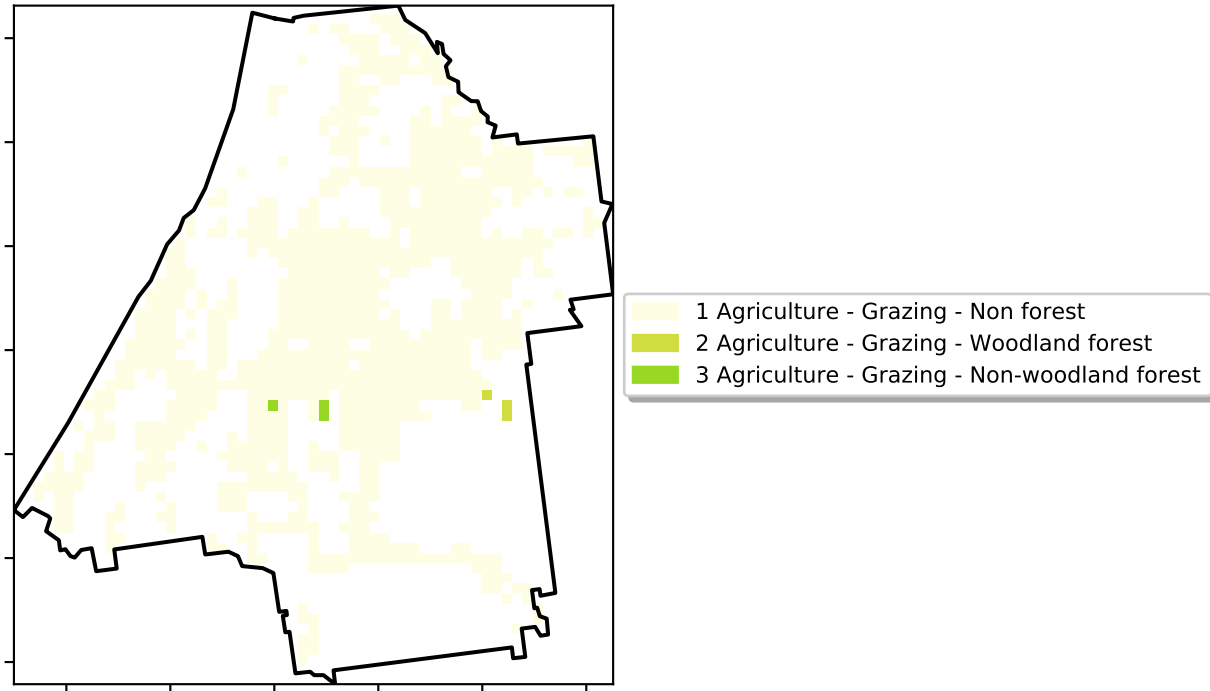 1 Agriculture - Grazing - Non forest
2 Agriculture - Grazing - Woodland forest
3 Agriculture - Grazing - Non-woodland forest